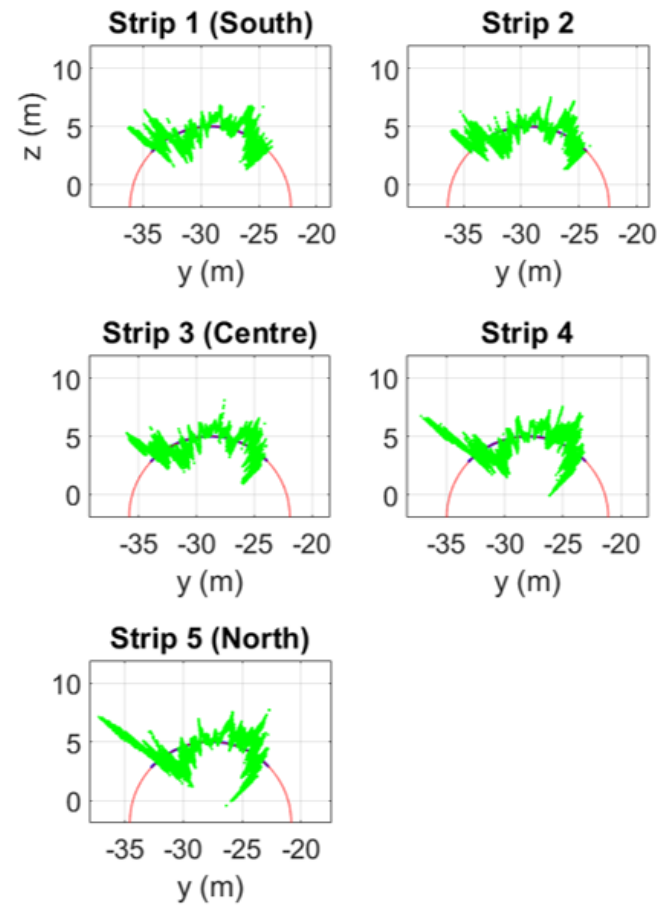 Strip 1 (South) Strip 2
10 10
z (m) 5 5
0 0
-35 -30 -25 -20 -35 -30 -25 -20
y (m) y (m)
Strip 3 (Centre) Strip 4
10 10
5 5
0 0
-35 -30 -25 -20 -35 -30 -25 -20
y (m) y (m)
Strip 5 (North)
10
5
0
-35 -30 -25 -20
y (m)